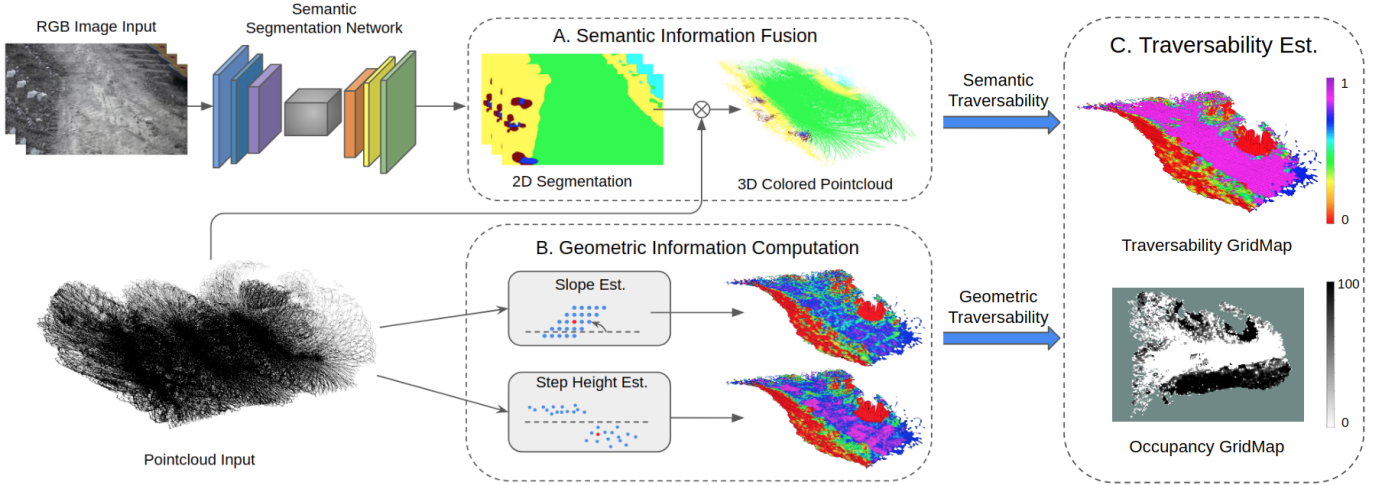 RGB Image Input
Semantic
Segmentation Network
A. Semantic Information Fusion
2D Segmentation
3D Colored Pointcloud
Semantic
Traversability
C. Traversability Est.
1
0
Traversability GridMap
Pointcloud Input
B. Geometric Information Computation
Slope Est.
Step Height Est.
Geometric
Traversability
100
0
Occupancy GridMap